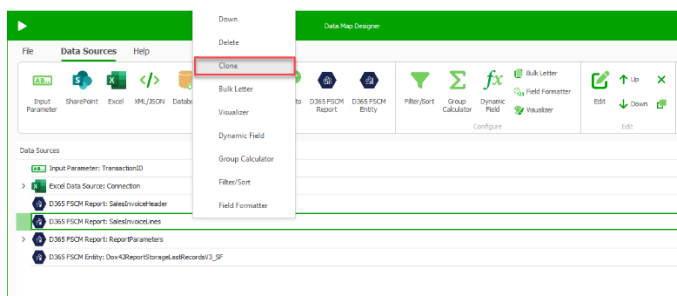 Down
Data Map Designer
Delete
File Data Sources Help
Clone
Bulk Letter
Visualizer
Dynamic Field
Group Calculator
Filter/Sort
Field Formatter
AB..
Input Parameter
SharePoint
Excel
XML/JSON
D365 FSCM Report
D365 FSCM Entity
Filter/Sort
Group Calculator
Dynamic Field
Bulk Letter
Field Formatter
Visualizer
Configure
Edit
Up
Down
Edit
Data Sources
Input Parameter: TransactionID
Excel Data Source: Connection
D365 FSCM Report: SalesInvoiceHeader
D365 FSCM Report: SalesInvoiceLines
D365 FSCM Report: ReportParameters
D365 FSCM Entity: Dox42ReportStorageLastRecordsV3_SF